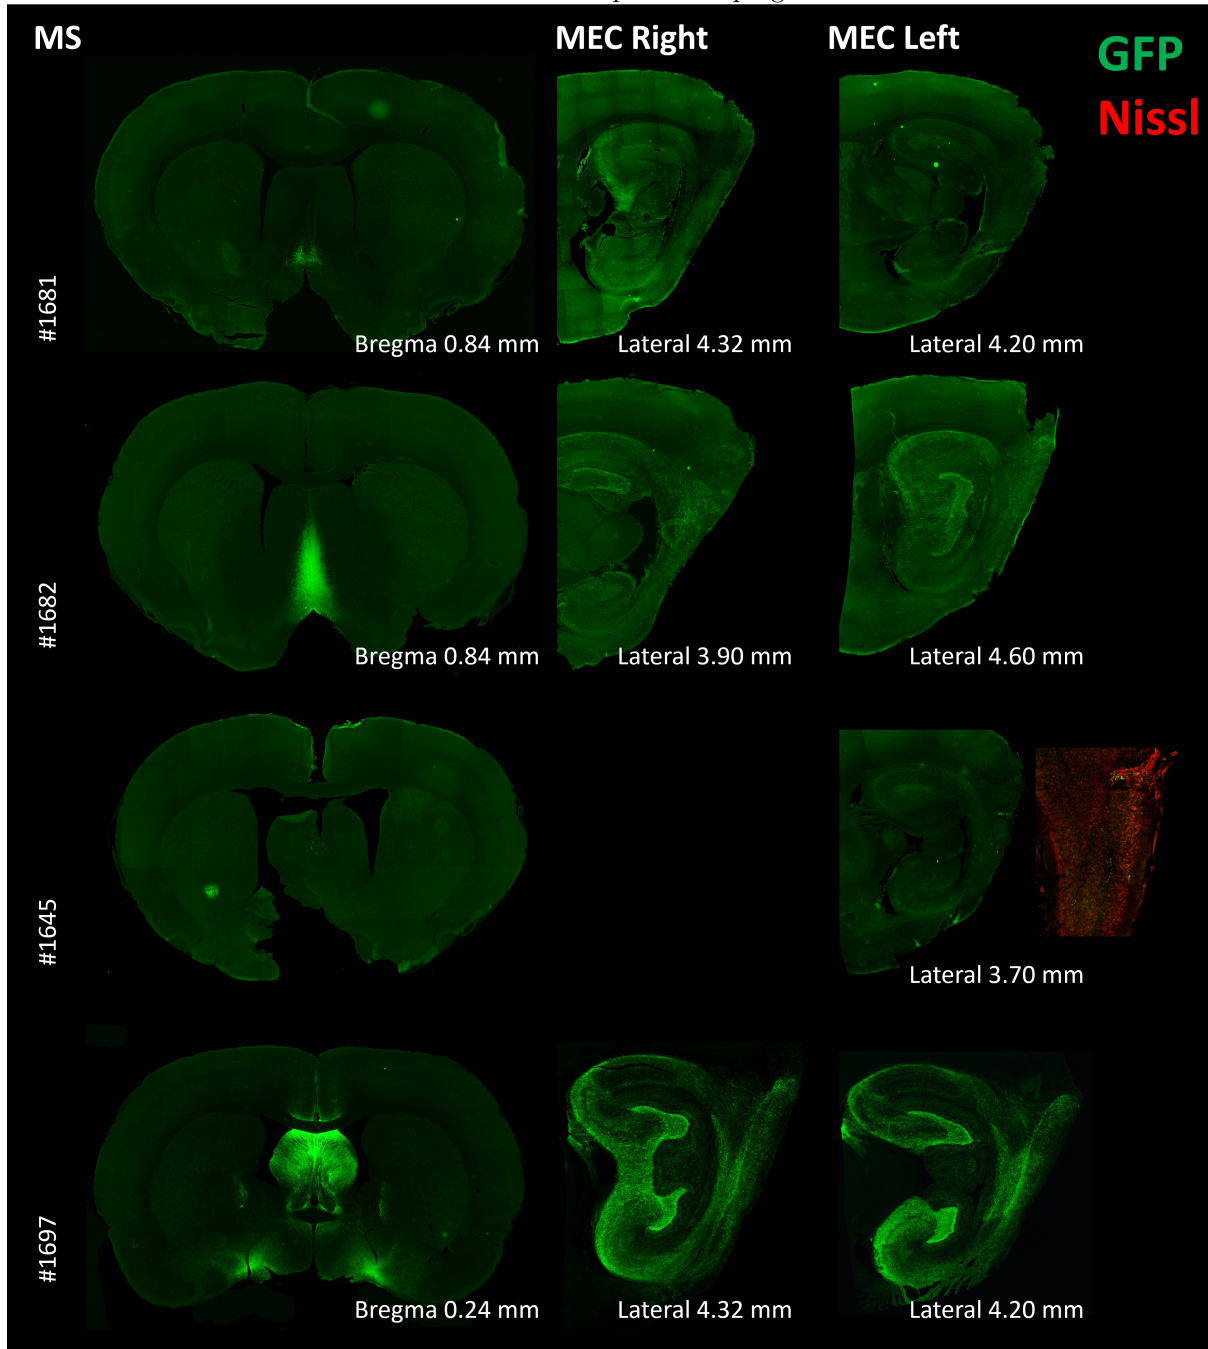 MS
MEC Right
MEC Left
GFP
Nissl
#1681
Bregma 0.84 mm
Lateral 4.32 mm
Lateral 4.20 mm
#1682
Bregma 0.84 mm
Lateral 3.90 mm
Lateral 4.60 mm
#1645
Lateral 3.70 mm
#1697
Bregma 0.24 mm
Lateral 4.32 mm
Lateral 4.20 mm